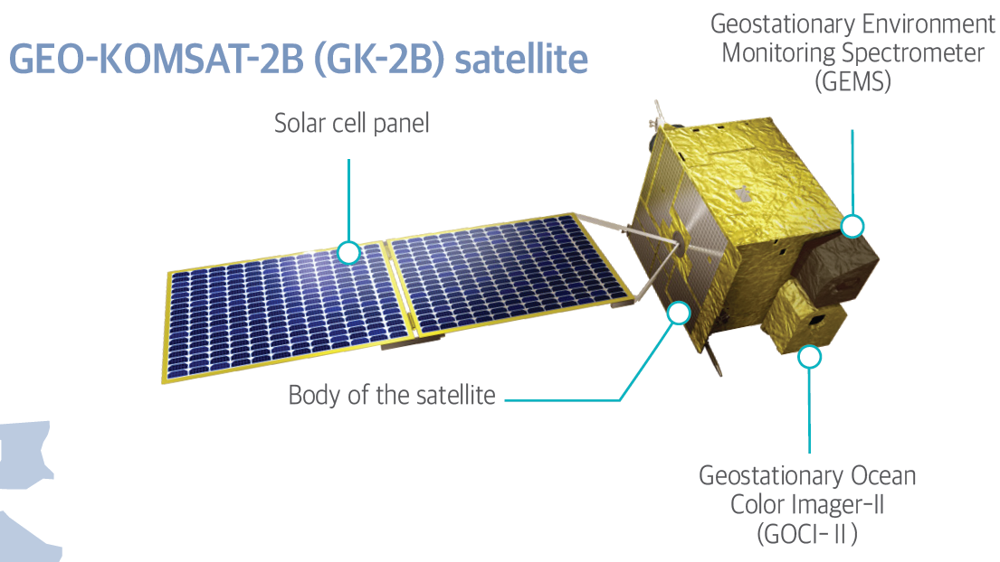 GEO-KOMSAT-2B (GK-2B) satellite
Geostationary Environment
Monitoring Spectrometer
(GEMS)
Solar cell panel
Body of the satellite
Geostationary Ocean
Color Imager-II
(GOCI-Ⅱ)